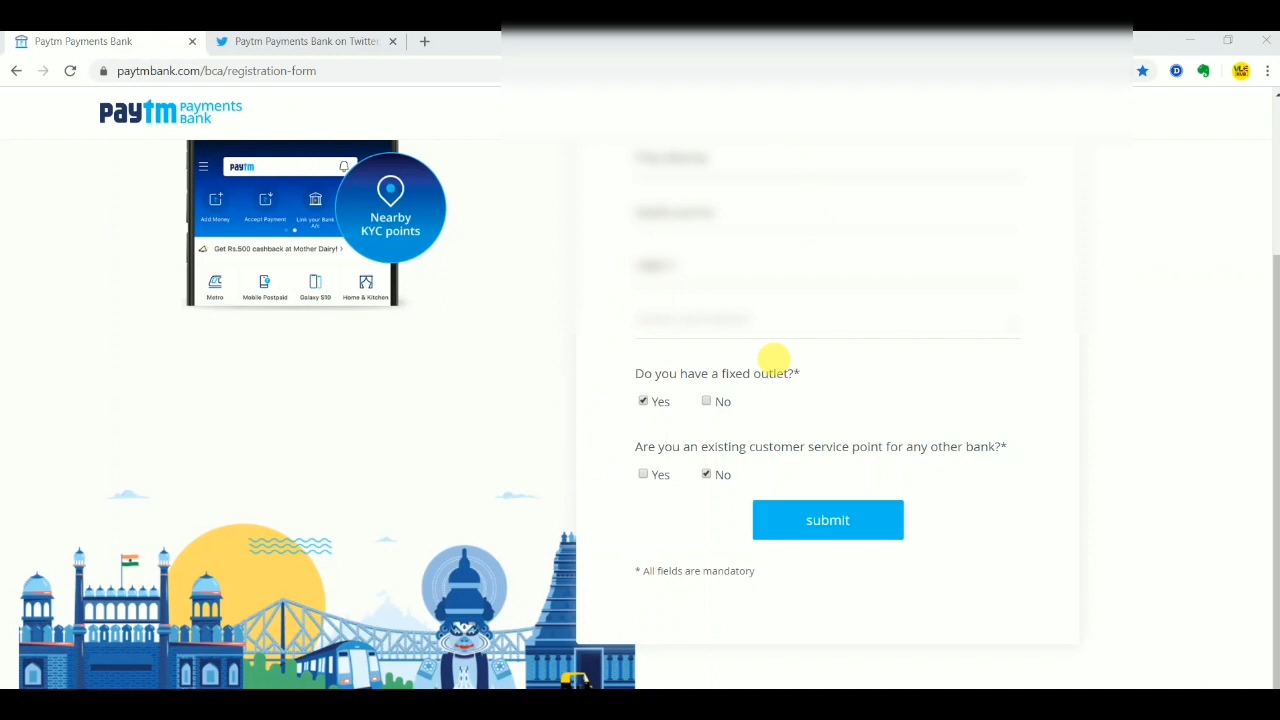 Paytm Payments Bank
Paytm Payments Bank on Twitter
paytmbank.com/bca/registration-form
paytm Payments Bank
paytm
Add Money Accept Payment Link your Bank A/c
Nearby KYC points
Get Rs.500 cashback at Mother Dairy! >
Metro Mobile Postpaid Galaxy S10 Home & Kitchen
Do you have a fixed outlet?*
Yes No
Are you an existing customer service point for any other bank?*
Yes No
submit
* All fields are mandatory